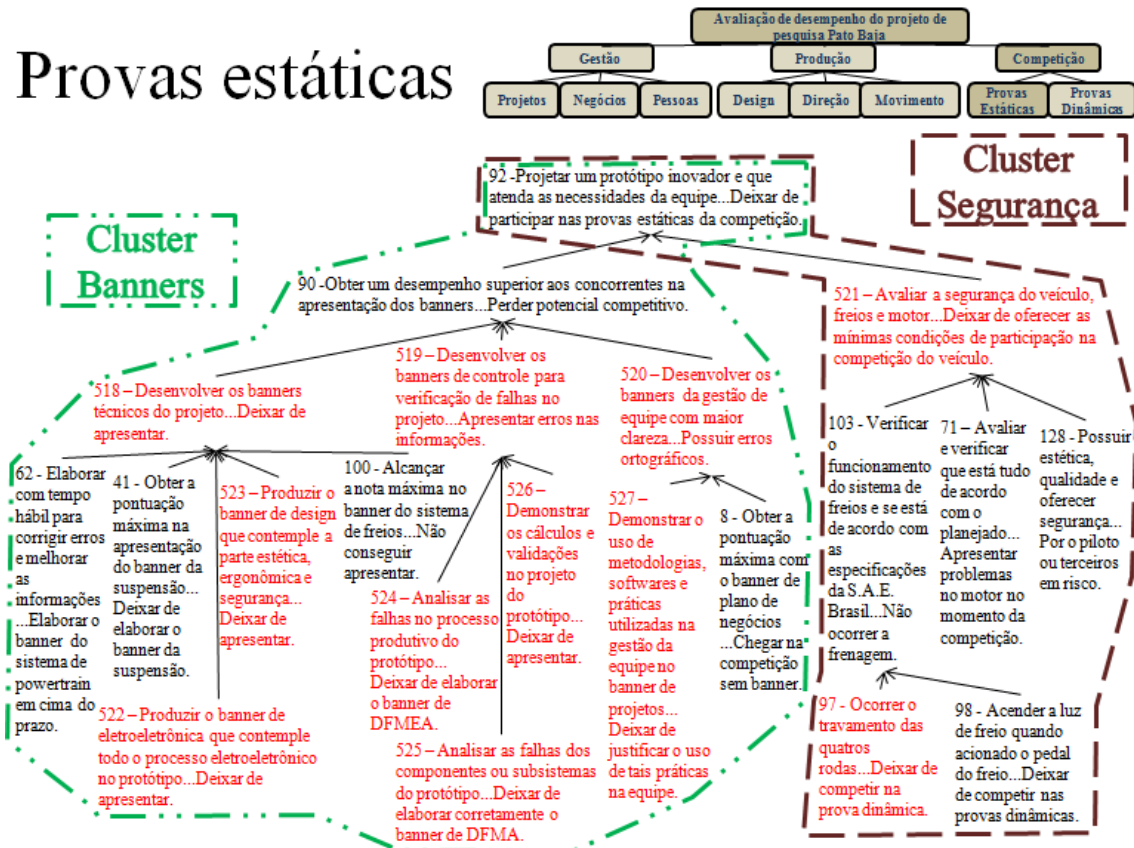 Provas estáticas
Avaliação de desempenho do projeto de
pesquisa Pato Baja
Gestão
Produção
Competição
Projetos
Negócios
Pessoas
Design
Direção
Movimento
Provas
Estáticas
Provas
Dinâmicas
Cluster
Segurança
Cluster
Banners
92 -Projetar um protótipo inovador e que
atenda as necessidades da equipe...Deixar de
participar nas provas estáticas da competição.
90 -Obter um desempenho superior aos concorrentes na
apresentação dos banners...Perder potencial competitivo.
521 – Avaliar a segurança do veículo,
freios e motor...Deixar de oferecer as
mínimas condições de participação na
competição do veículo.
518 – Desenvolver os banners
técnicos do projeto...Deixar de
apresentar.
519 – Desenvolver os
banners de controle para
verificação de falhas no
projeto...Apresentar erros nas
informações.
520 – Desenvolver os
banners da gestão de
equipe com maior
clareza...Possuir erros
ortográficos.
62 - Elaborar
com tempo
hábil para
corrigir erros
e melhorar
as
informações
...Elaborar o
banner do
sistema de
powertrain
em cima do
prazo.
41 - Obter a
pontuação
máxima na
apresentação
do banner da
suspensão...
Deixar de
elaborar o
banner da
suspensão.
523 – Produzir o
banner de design
que contemple a
parte estética,
ergonômica e
segurança...
Deixar de
apresentar.
100 - Alcançar
a nota máxima no
banner do sistema
de freios...Não
conseguir
apresentar.
524 – Analisar as
falhas no processo
produtivo do
protótipo...
Deixar de elaborar
o banner de
DFMEA.
526 –
Demonstrar
os cálculos e
validações
no projeto
do
protótipo...
Deixar de
apresentar.
527 –
Demonstrar o
uso de
metodologias,
softwares e
práticas
utilizadas na
gestão da
equipe no
banner de
projetos...
Deixar de
justificar o uso
de tais práticas
na equipe.
8 - Obter a
pontuação
máxima com
o banner de
plano de
negócios
...Chegar na
competição
sem banner.
103 - Verificar
o
funcionamento
do sistema de
freios e se está
de acordo com
as
especificações
da S.A.E.
Brasil...Não
ocorrer a
frenagem.
71 – Avaliar
e verificar
que está tudo
de acordo
com o
planejado...
Apresentar
problemas
no motor no
momento da
competição.
128 - Possuir
estética,
qualidade e
oferecer
segurança...
Por o piloto
ou terceiros
em risco.
522 – Produzir o banner de
eletroeletrônica que contemple
todo o processo eletroeletrônico
no protótipo...Deixar de
apresentar.
525 – Analisar as falhas dos
componentes ou subsistemas
do protótipo...Deixar de
elaborar corretamente o
banner de DFMA.
97 - Ocorrer o
travamento das
quatros
rodas...Deixar de
competir na
prova dinâmica.
98 - Acender a luz
de freio quando
acionado o pedal
do freio...Deixar
de competir nas
provas dinâmicas.